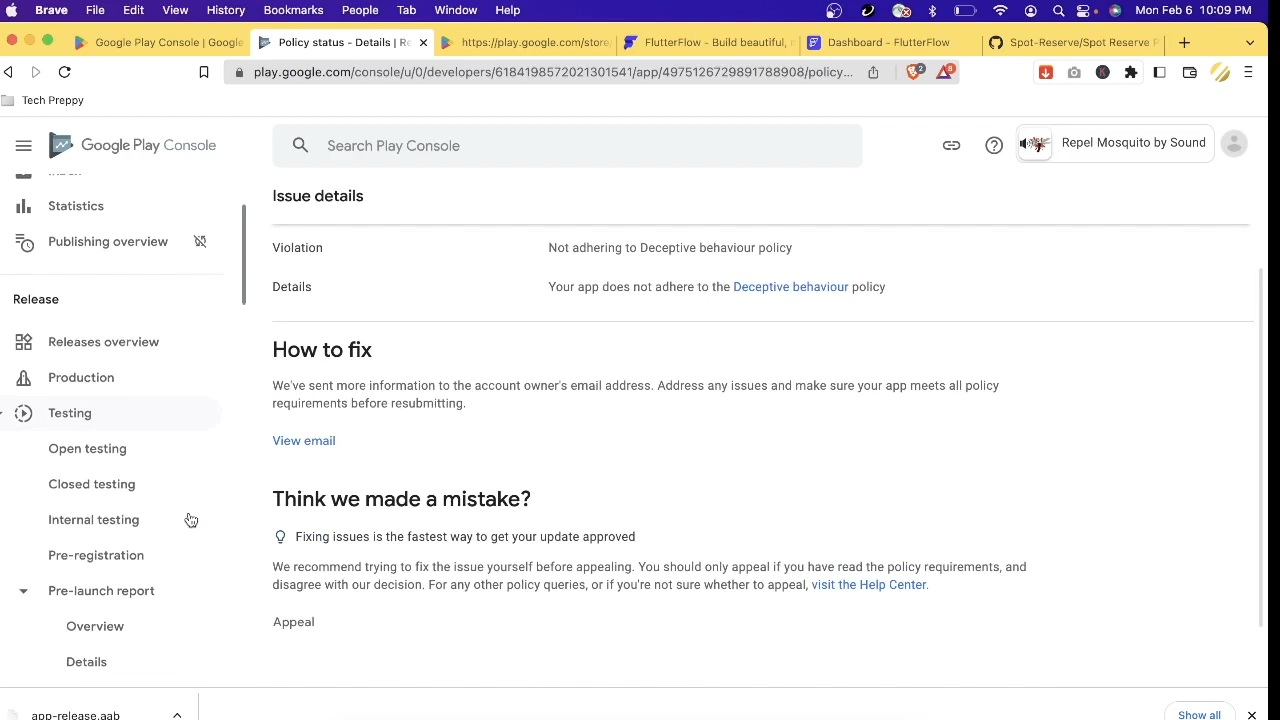 Brave File Edit View History Bookmarks People Tab Window Help Mon Feb 6 10:09 PM
Google Play Console | Google Policy status - Details | Re https://play.google.com/store FlutterFlow - Build beautiful, Dashboard - FlutterFlow Spot-Reserve/Spot Reserve
play.google.com/console/u/0/developers/6184198572021301541/app/4975126729891788908/policy... 2 8
Tech Preppy
Google Play Console
Search Play Console
Repel Mosquito by Sound
Statistics
Publishing overview
Release
Releases overview
Production
Testing
Open testing
Closed testing
Internal testing
Pre-registration
Pre-launch report
Overview
Details
Issue details
Violation Not adhering to Deceptive behaviour policy
Details Your app does not adhere to the Deceptive behaviour policy
How to fix
We've sent more information to the account owner's email address. Address any issues and make sure your app meets all policy
requirements before resubmitting.
View email
Think we made a mistake?
Fixing issues is the fastest way to get your update approved
We recommend trying to fix the issue yourself before appealing. You should only appeal if you have read the policy requirements, and
disagree with our decision. For any other policy queries, or if you're not sure whether to appeal, visit the Help Center.
Appeal
app-release.aab
Show all